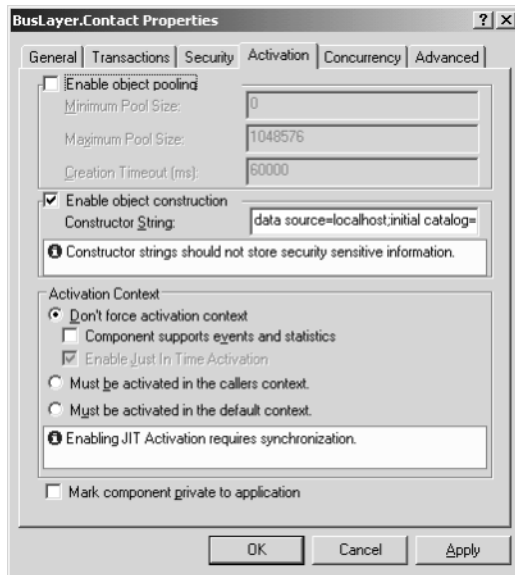 BusLayer.Contact Properties
General Transactions Security Activation Concurrency Advanced
Enable object pooling
Minimum Pool Size: 0
Maximum Pool Size: 1048576
Creation Timeout (ms): 60000
Enable object construction
Constructor String: data source=localhost;initial catalog=
Constructor strings should not store security sensitive information.
Activation Context
Don't force activation context
Component supports events and statistics
Enable Just In Time Activation
Must be activated in the callers context.
Must be activated in the default context.
Enabling JIT Activation requires synchronization.
Mark component private to application
OK Cancel Apply